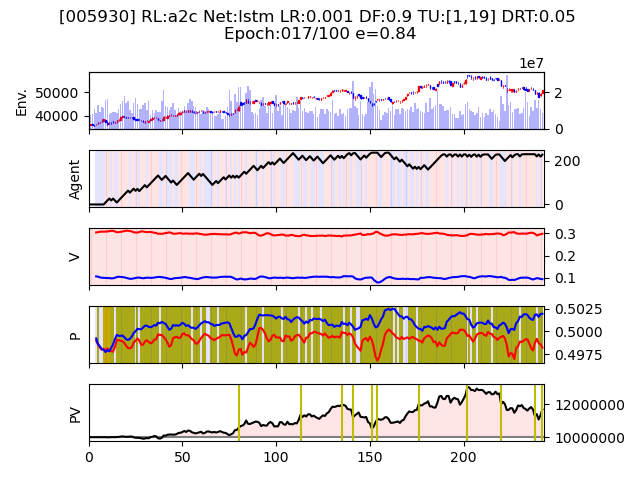 [005930] RL:a2c Net:lstm LR:0.001 DF:0.9 TU:[1,19] DRT:0.05
Epoch:017/100 e=0.84
1e7
Env.
50000
40000
2
0
Agent
200
0
V
0.3
0.2
0.1
P
0.5025
0.5000
0.4975
PV
12000000
10000000
0 50 100 150 200